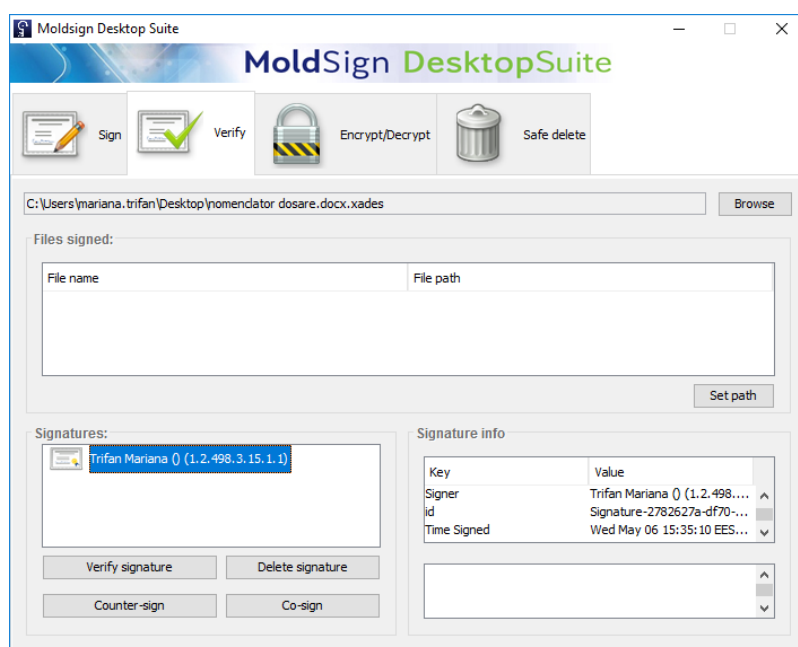 Moldsign Desktop Suite
MoldSign DesktopSuite
Sign Verify Encrypt/Decrypt Safe delete
C:\Users\mariana.trifan\Desktop\nomenclator dosare.docx.xades Browse
Files signed:
File name File path
Set path
Signatures:
Trifan Mariana () (1.2.498.3.15.1.1)
Verify signature Delete signature
Counter-sign Co-sign
Signature info
Key Value
Signer Trifan Mariana () (1.2.498....
id Signature-2782627a-df70-...
Time Signed Wed May 06 15:35:10 EES...